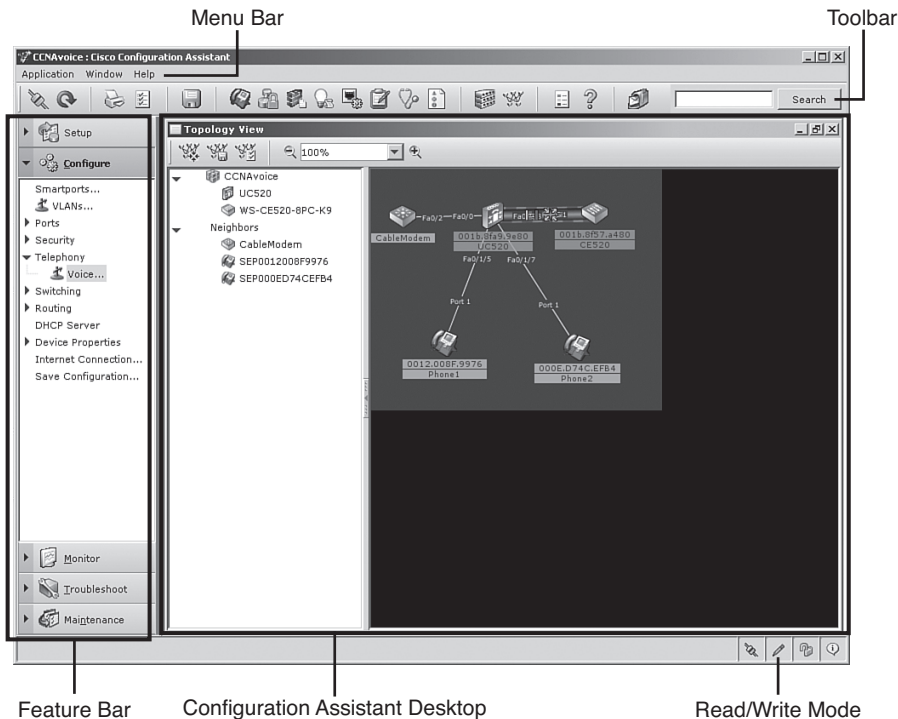 Menu Bar
Toolbar
CCNAvoice : Cisco Configuration Assistant
Application Window Help
Search
Setup
Configure
Smartports...
VLANs...
Ports
Security
Telephony
Voice...
Switching
Routing
DHCP Server
Device Properties
Internet Connection...
Save Configuration...
Monitor
Troubleshoot
Maintenance
Topology View
100%
CCNAvoice
UC520
WS-CE520-8PC-K9
Neighbors
CableModem
SEP0012008F9976
SEP000ED74CEFB4
Fa0/2 Fa0/0
CableModem
001b.8fa9.9e80
UC520
001b.8f57.a480
CE520
Fa0/1/5 Fa0/1/7
Port 1
Port 1
0012.008F.9976
Phone1
000E.D74C.EFB4
Phone2
Feature Bar
Configuration Assistant Desktop
Read/Write Mode